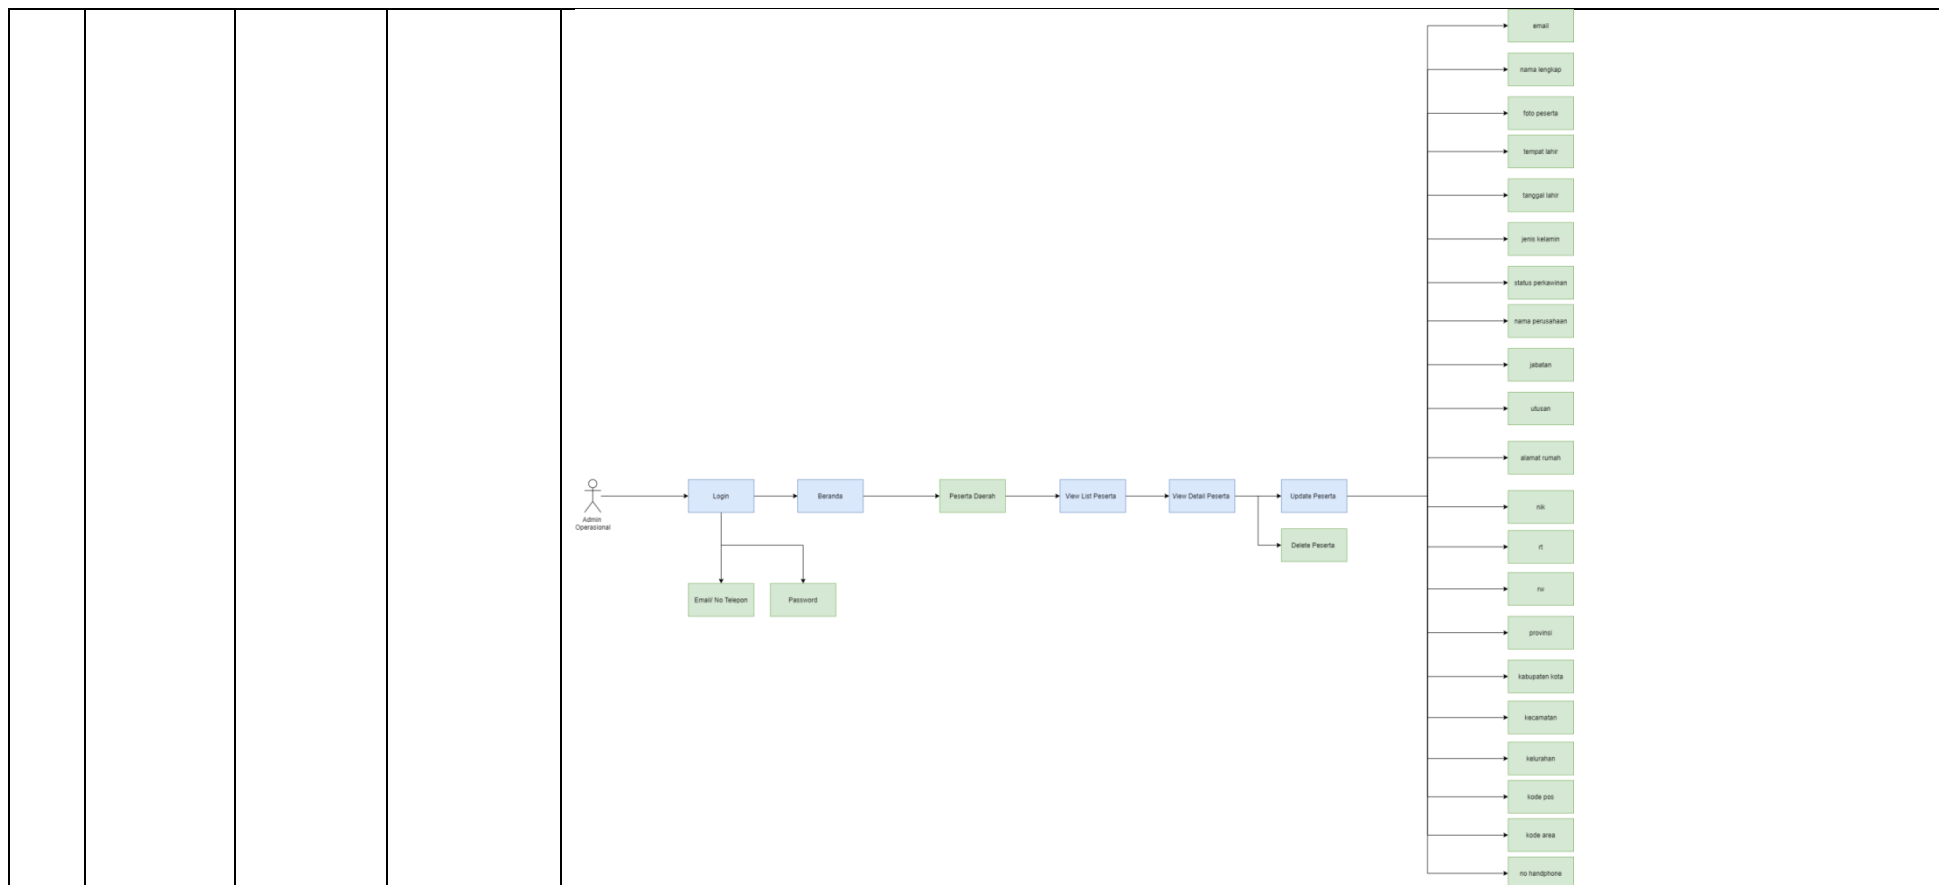 email
nama lengkap
foto peserta
tempat lahir
tanggal lahir
jenis kelamin
status perkawinan
nama perusahaan
jabatan
utusan
alamat rumah
Admin
Operasional
Login
Beranda
Peserta Daerah
View List Peserta
View Detail Peserta
Update Peserta
Delete Peserta
Email/ No Telepon
Password
nik
rt
rw
provinsi
kabupaten kota
kecamatan
kelurahan
kode pos
kode area
no handphone